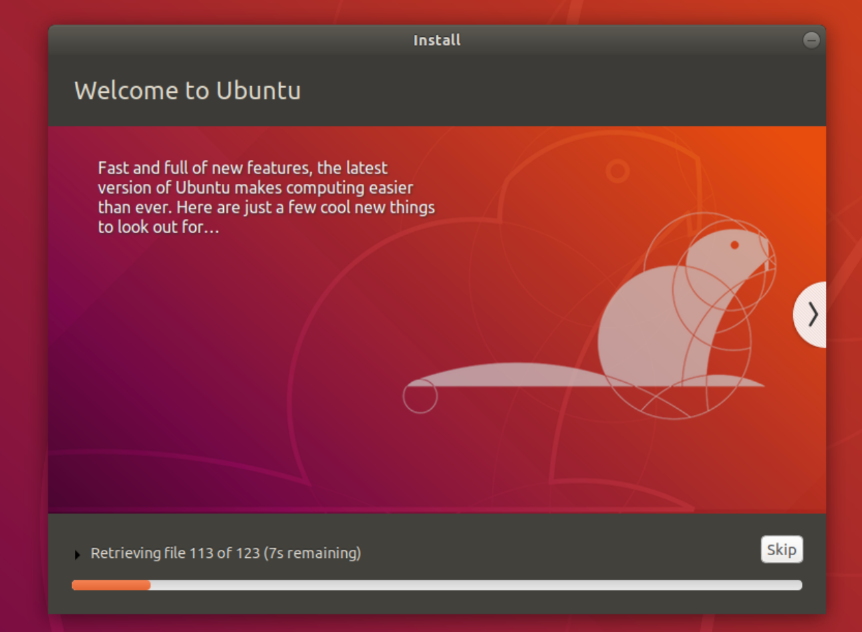 Install
Welcome to Ubuntu
Fast and full of new features, the latest
version of Ubuntu makes computing easier
than ever. Here are just a few cool new things
to look out for…
Retrieving file 113 of 123 (7s remaining)
Skip